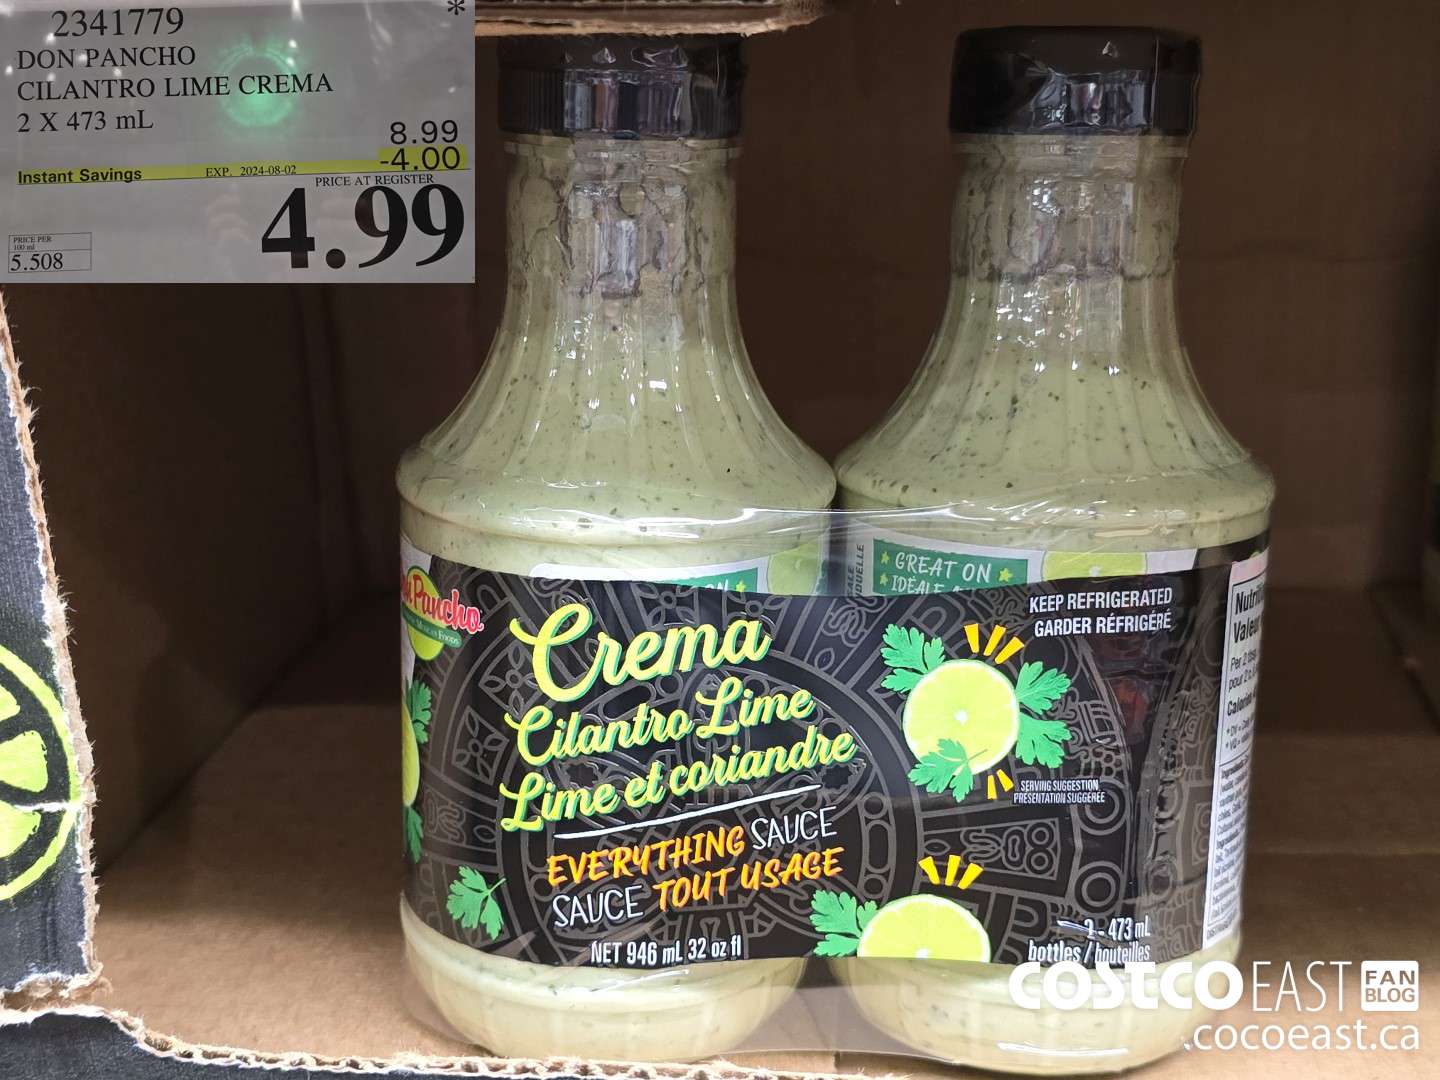 2341779
*
DON PANCHO
CILANTRO LIME CREMA
2 X 473 mL
8.99
-4.00
Instant Savings
EXP. 2024-08-02
PRICE AT REGISTER
4.99
PRICE PER
100 ml
5.508
GREAT ON
IDÉALE
KEEP REFRIGERATED
GARDER RÉFRIGÉRÉ
Pancho
Crema
Cilantro Lime
Lime et coriandre
EVERYTHING SAUCE
SAUCE TOUT USAGE
SERVING SUGGESTION
PRÉSENTATION SUGGÉRÉE
NET 946 mL 32 oz fl
473 mL
bottles / bouteilles
COSTCO EAST FAN BLOG
cocoeast.ca